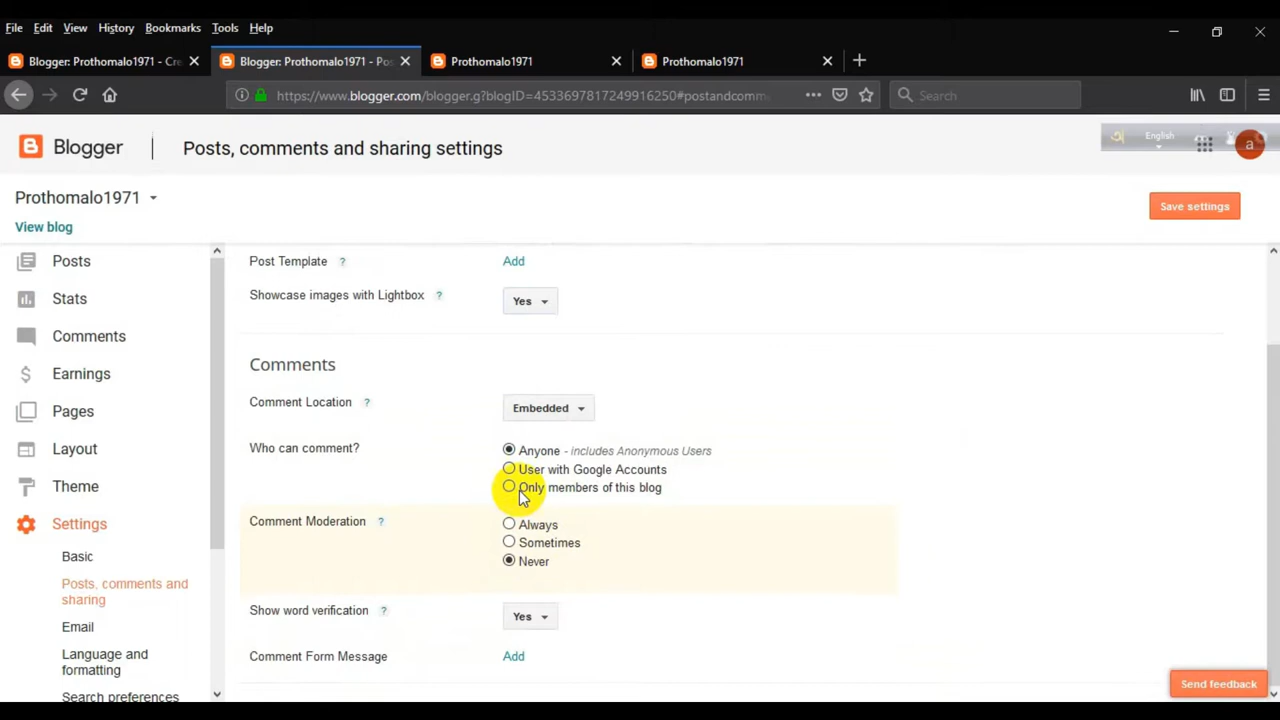 File Edit View History Bookmarks Tools Help
Blogger: Prothomalo1971 - Cre
Blogger: Prothomalo1971 - Pos
Prothomalo1971
Prothomalo1971
https://www.blogger.com/blogger.g?blogID=4533697817249916250#postandcomme
Search
Blogger
Posts, comments and sharing settings
অ
English
a
Prothomalo1971
View blog
Save settings
Posts
Stats
Comments
Earnings
Pages
Layout
Theme
Settings
Basic
Posts, comments and
sharing
Email
Language and
formatting
Search preferences
Post Template ? Add
Showcase images with Lightbox ? Yes
Comments
Comment Location ? Embedded
Who can comment? Anyone - includes Anonymous Users
User with Google Accounts
Only members of this blog
Comment Moderation ? Always
Sometimes
Never
Show word verification ? Yes
Comment Form Message Add
Send feedback